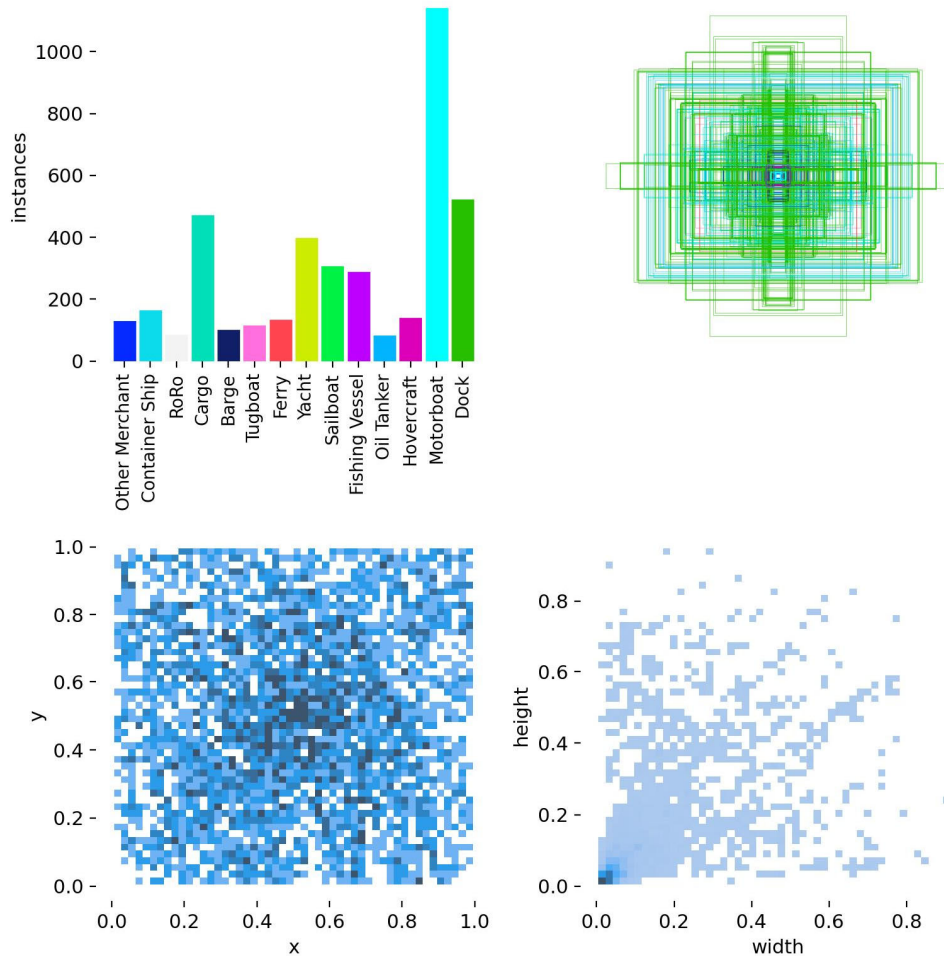 instances
1000
800
600
400
200
0
Other Merchant
Container Ship
RoRo
Cargo
Barge
Tugboat
Ferry
Yacht
Sailboat
Fishing Vessel
Oil Tanker
Hovercraft
Motorboat
Dock
y
1.0
0.8
0.6
0.4
0.2
0.0
0.0 0.2 0.4 0.6 0.8 1.0
x
height
0.8
0.6
0.4
0.2
0.0
0.0 0.2 0.4 0.6 0.8
width